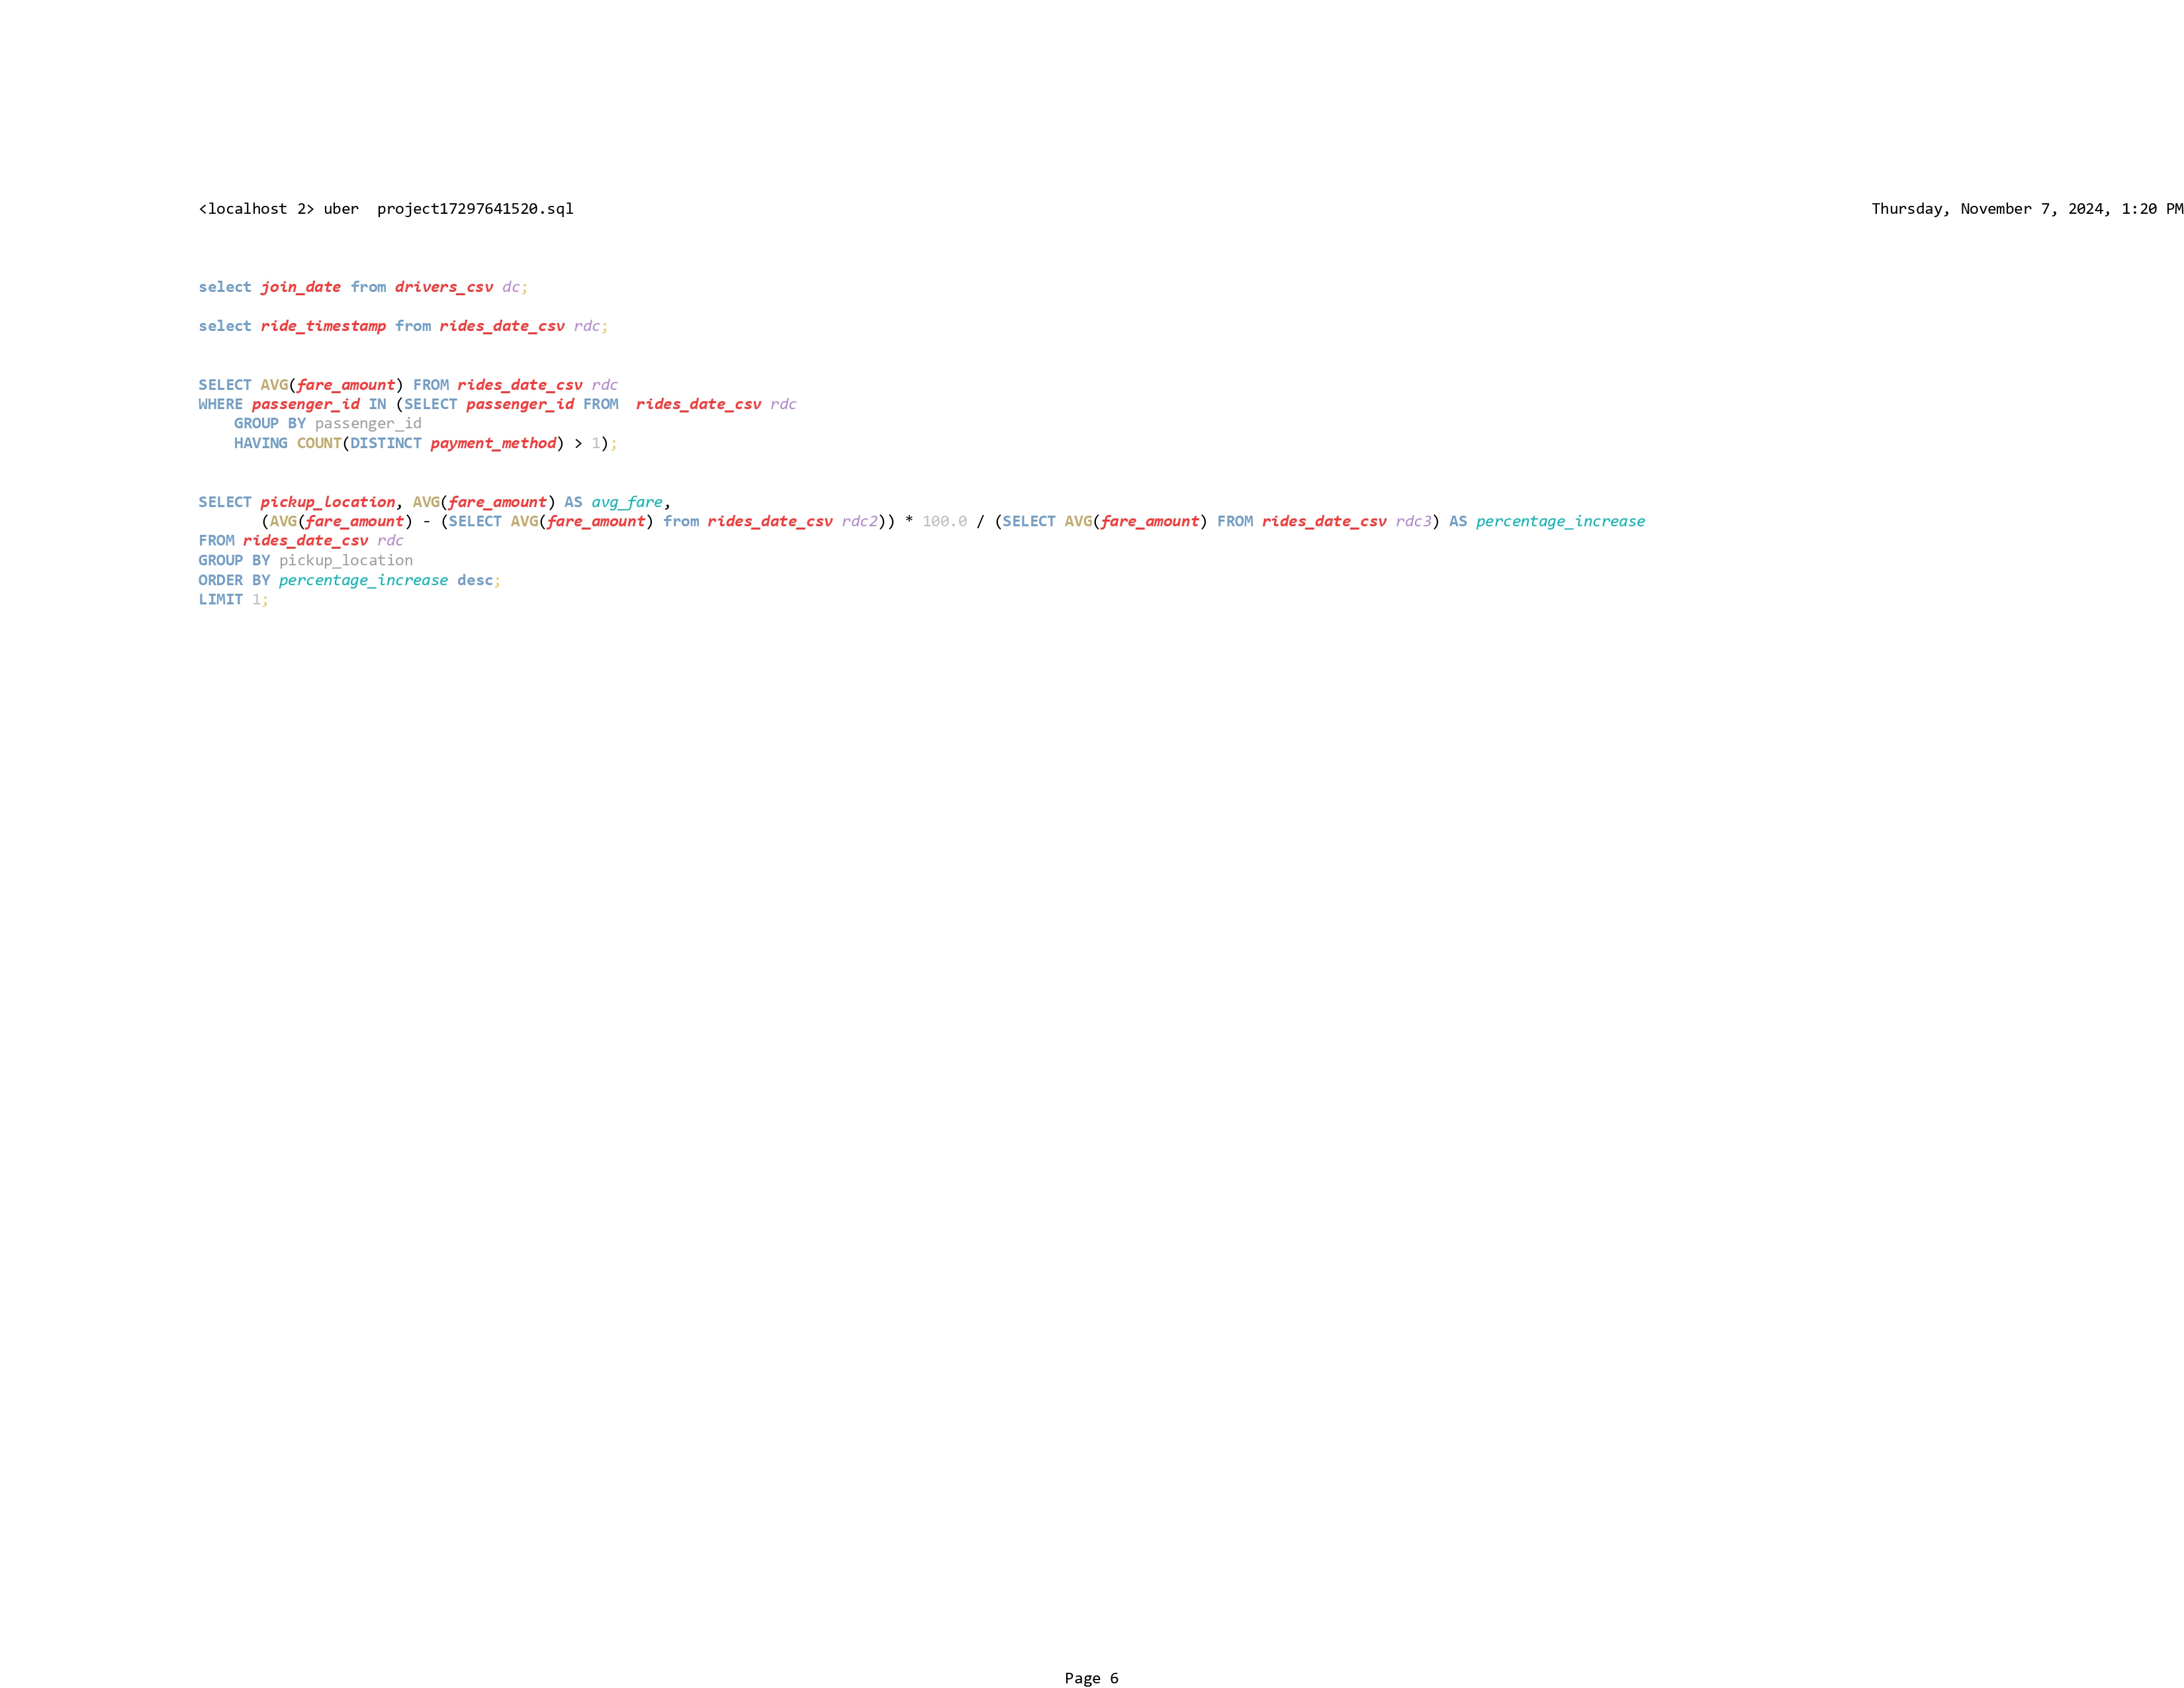 <localhost 2> uber  project17297641520.sql
Thursday, November 7, 2024, 1:20 PM
select join_date from drivers_csv dc;
select ride_timestamp from rides_date_csv rdc;
SELECT AVG(fare_amount) FROM rides_date_csv rdc
WHERE passenger_id IN (SELECT passenger_id FROM  rides_date_csv rdc
    GROUP BY passenger_id
    HAVING COUNT(DISTINCT payment_method) > 1);
SELECT pickup_location, AVG(fare_amount) AS avg_fare,
       (AVG(fare_amount) - (SELECT AVG(fare_amount) from rides_date_csv rdc2)) * 100.0 / (SELECT AVG(fare_amount) FROM rides_date_csv rdc3) AS percentage_increase
FROM rides_date_csv rdc
GROUP BY pickup_location
ORDER BY percentage_increase desc;
LIMIT 1;
Page 6